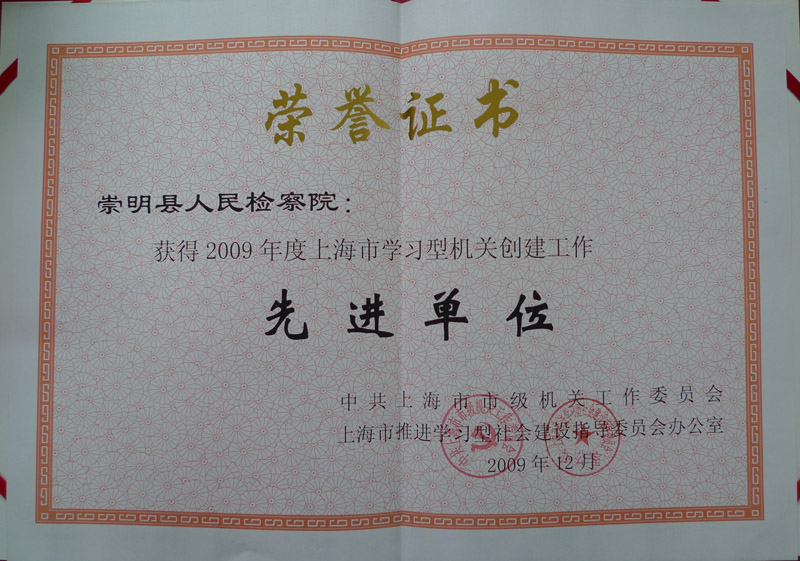 荣誉证书
崇明县人民检察院：
获得2009年度上海市学习型机关创建工作
先进单位
中共上海市市级机关工作委员会
上海市推进学习型社会建设指导委员会办公室
2009年12月